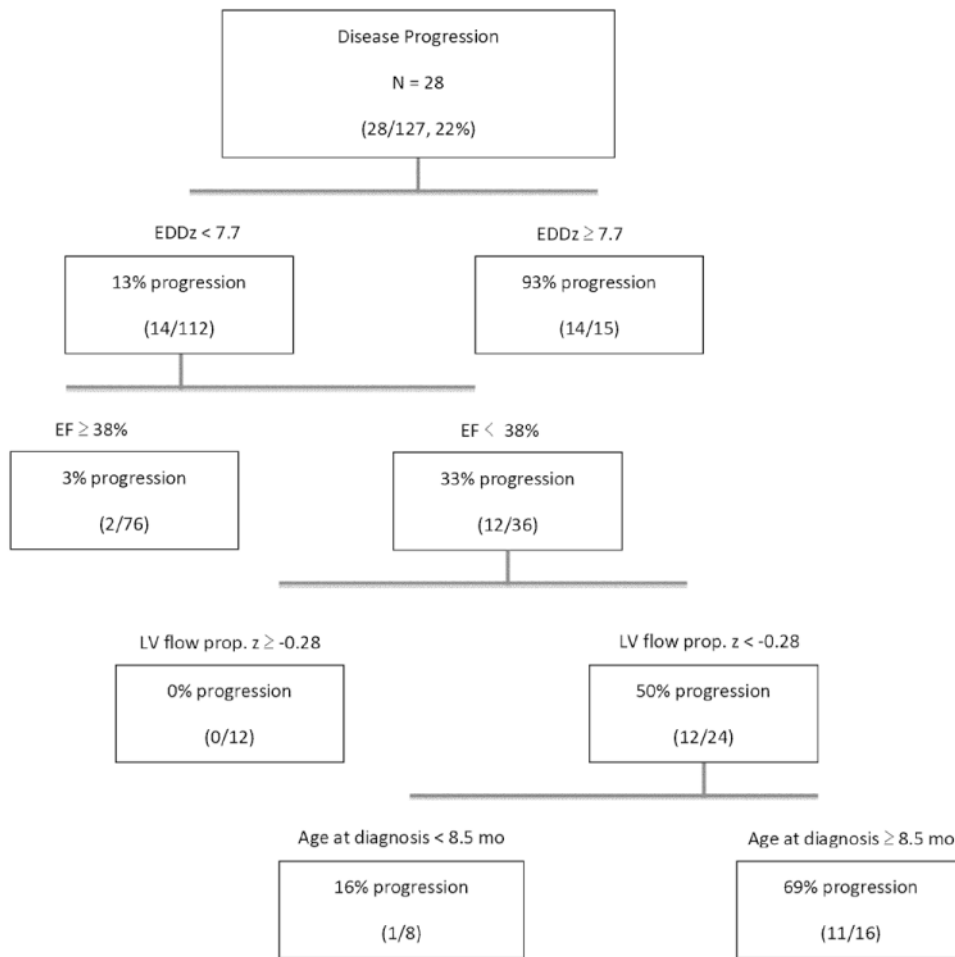 Disease Progression
N = 28
(28/127, 22%)
EDDz < 7.7
EDDz ≥ 7.7
13% progression
(14/112)
93% progression
(14/15)
EF ≥ 38%
EF < 38%
3% progression
(2/76)
33% progression
(12/36)
LV flow prop. z ≥ -0.28
LV flow prop. z < -0.28
0% progression
(0/12)
50% progression
(12/24)
Age at diagnosis < 8.5 mo
Age at diagnosis ≥ 8.5 mo
16% progression
(1/8)
69% progression
(11/16)